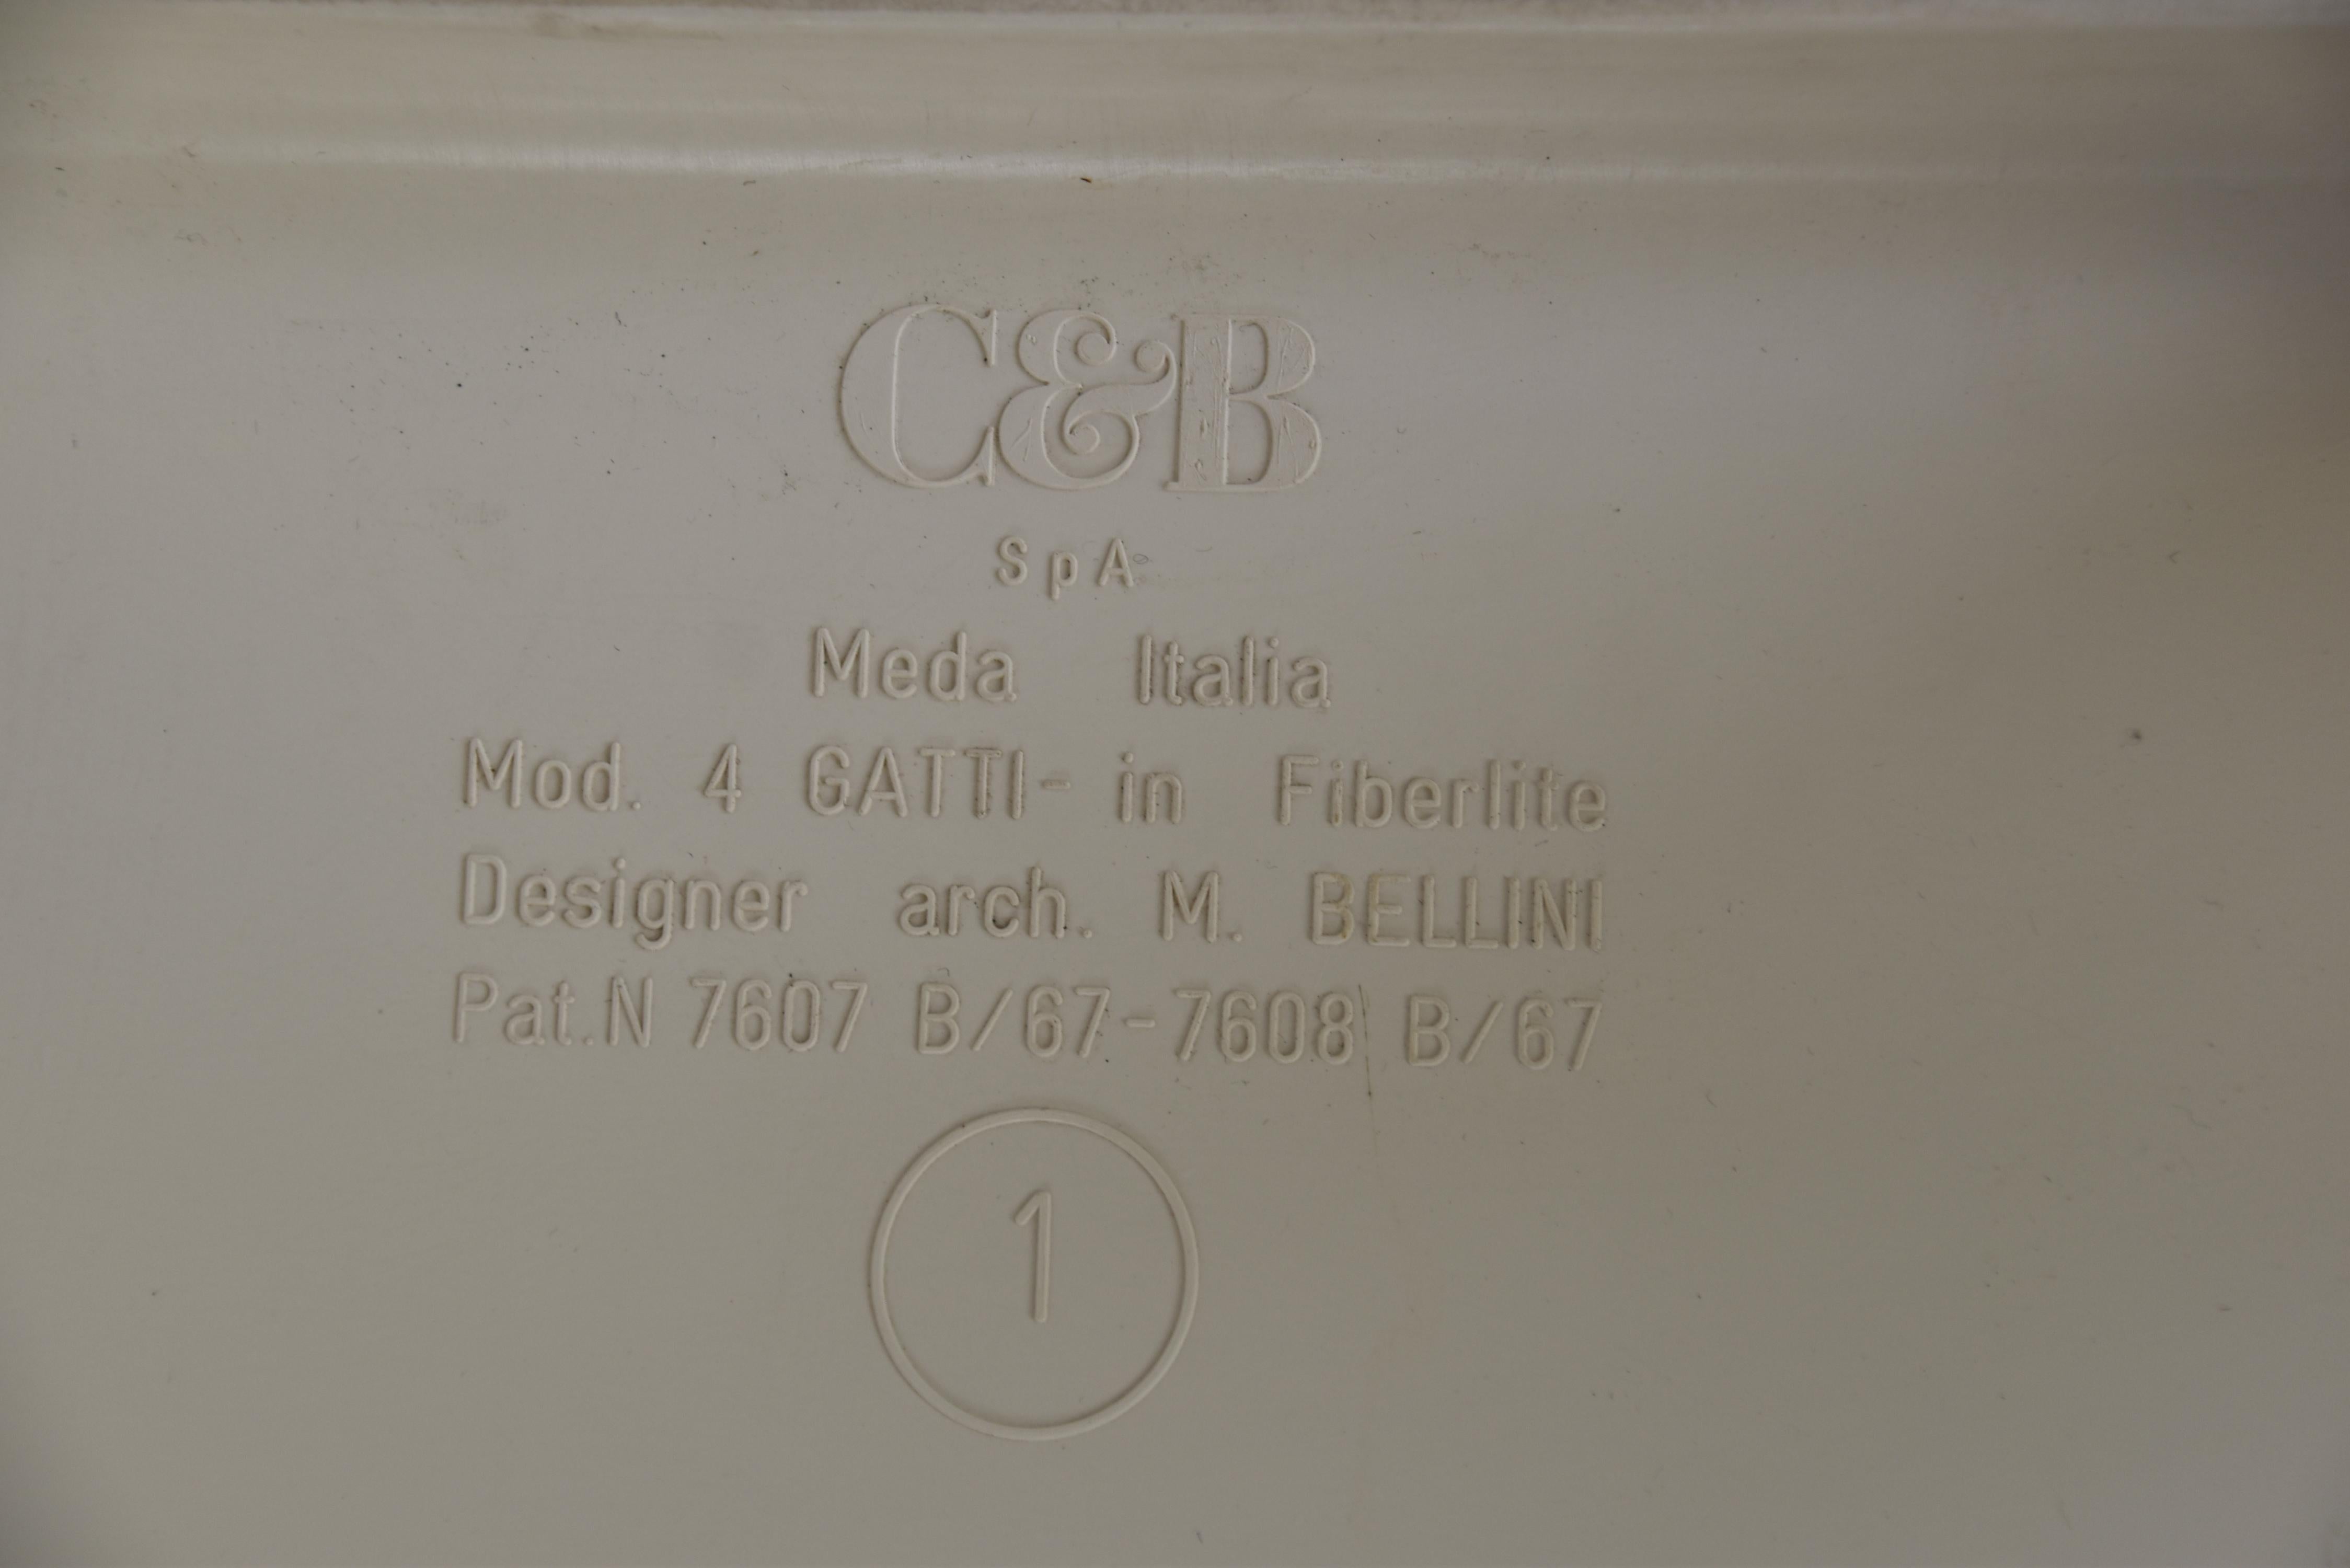 C&B
SpA
Meda Italia
Mod. 4 GATTI- in Fiberlite
Designer arch. M. BELLINI
Pat.N 7607 B/67-7608 B/67
1